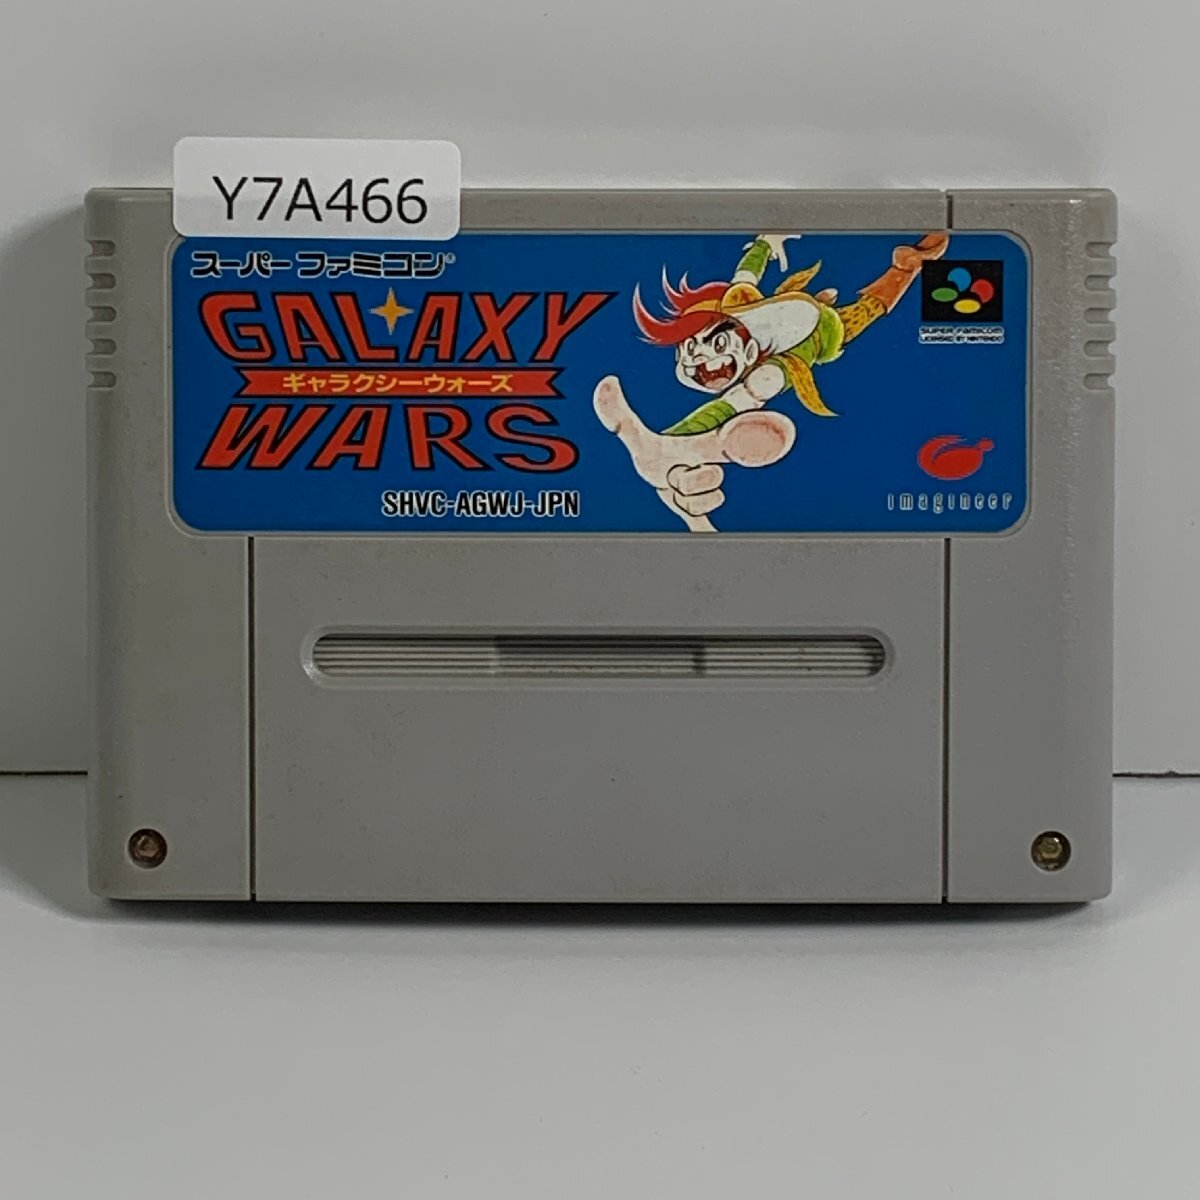 Y7A466
スーパーファミコン®
GALAXY
ギャラクシーウォーズ
WARS
SHVC-AGWJ-JPN
SUPER FAMICOM
LICENSED BY NINTENDO
imagineer